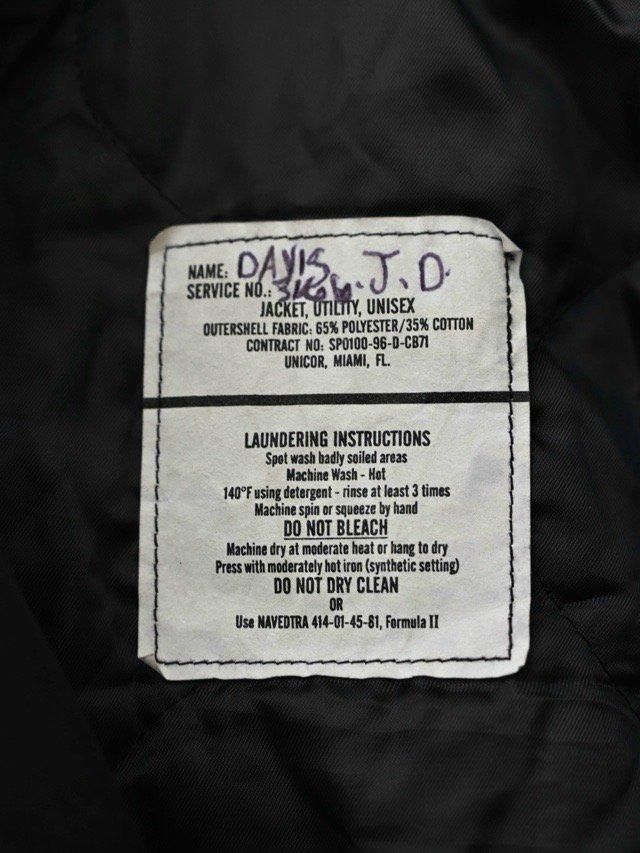 NAME: DAVIS. J. D.
SERVICE NO.:
JACKET, UTILITY, UNISEX
OUTERSHELL FABRIC: 65% POLYESTER/35% COTTON
CONTRACT NO: SPO100-96-D-CB71
UNICOR, MIAMI, FL.
LAUNDERING INSTRUCTIONS
Spot wash badly soiled areas
Machine Wash - Hot
140°F using detergent - rinse at least 3 times
Machine spin or squeeze by hand
DO NOT BLEACH
Machine dry at moderate heat or hang to dry
Press with moderately hot iron (synthetic setting)
DO NOT DRY CLEAN
OR
Use NAVEDTRA 414-01-45-81, Formula II